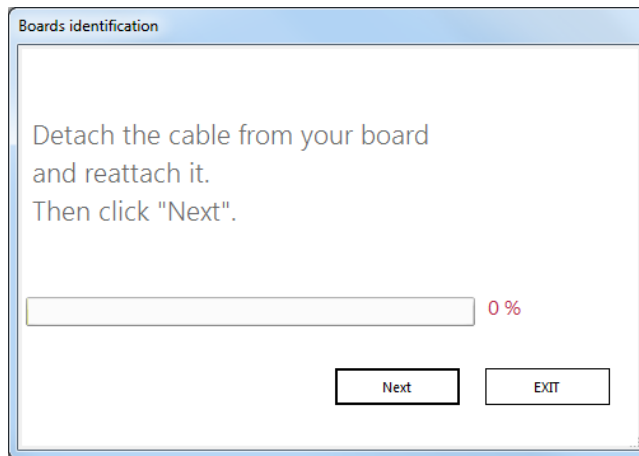 Boards identification
Detach the cable from your board
and reattach it.
Then click "Next".
0 %
Next
EXIT